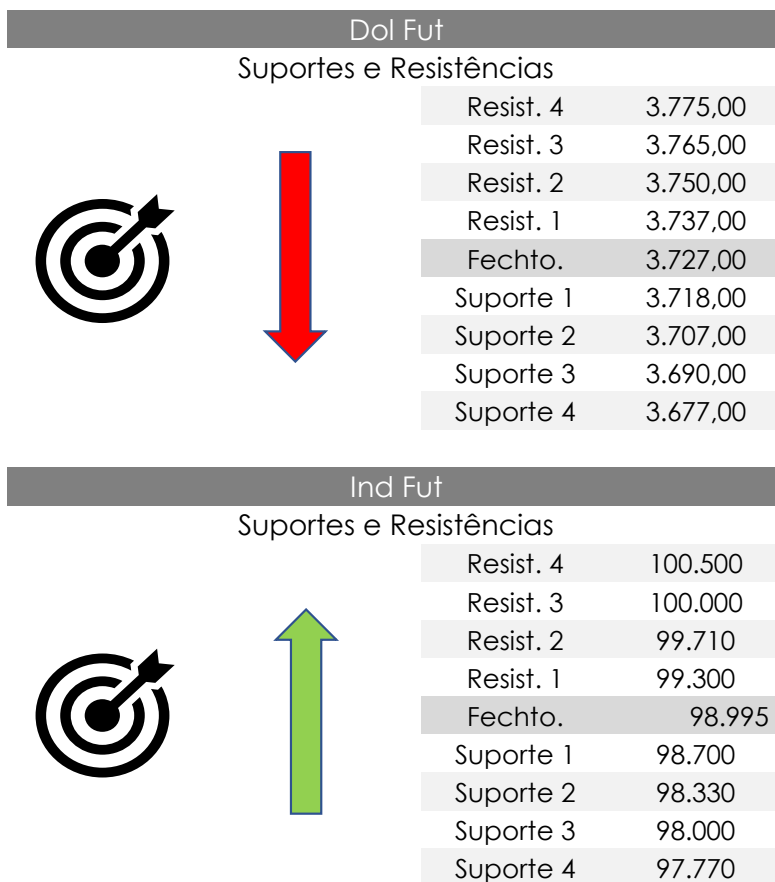 Dol Fut
Suportes e Resistências
Resist. 4 3.775,00
Resist. 3 3.765,00
Resist. 2 3.750,00
Resist. 1 3.737,00
Fechto. 3.727,00
Suporte 1 3.718,00
Suporte 2 3.707,00
Suporte 3 3.690,00
Suporte 4 3.677,00
Ind Fut
Suportes e Resistências
Resist. 4 100.500
Resist. 3 100.000
Resist. 2 99.710
Resist. 1 99.300
Fechto. 98.995
Suporte 1 98.700
Suporte 2 98.330
Suporte 3 98.000
Suporte 4 97.770